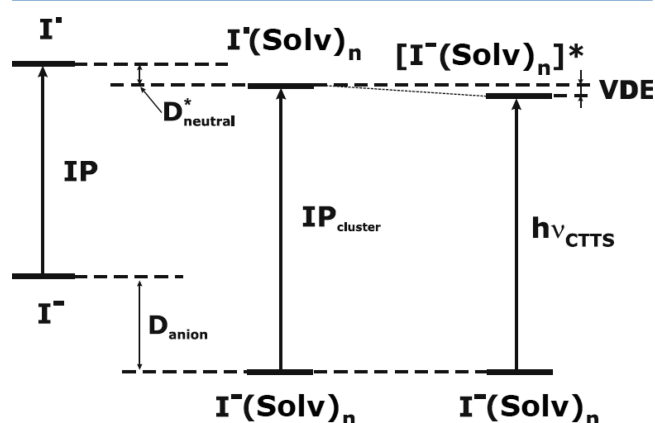 I• I•(Solv)n [I⁻(Solv)n]*
VDE
D*neutral
IP IPcluster hνCTTS
I⁻
Danion
I⁻(Solv)n I⁻(Solv)n